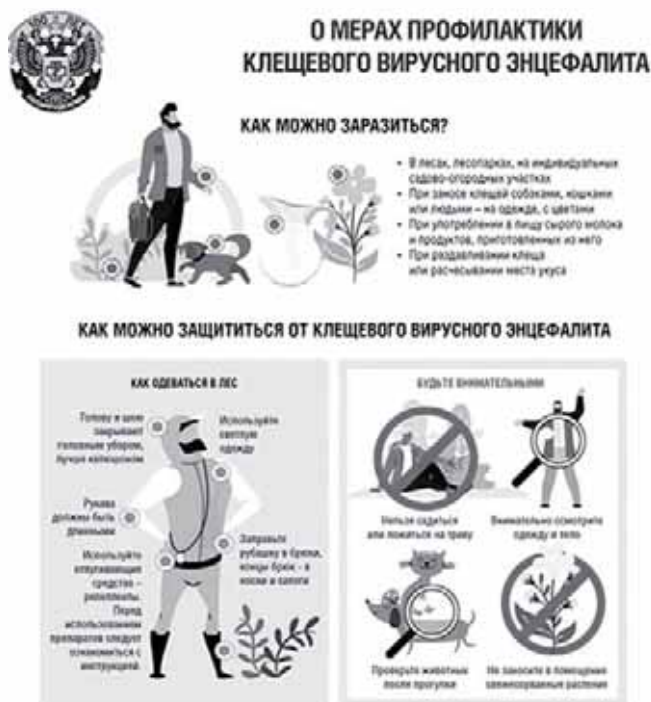 100 ЛЕТ
О МЕРАХ ПРОФИЛАКТИКИ
КЛЕЩЕВОГО ВИРУСНОГО ЭНЦЕФАЛИТА
КАК МОЖНО ЗАРАЗИТЬСЯ?
• В лесах, лесопарках, на индивидуальных
садово-огородных участках
• При заносе клещей собаками, кошками
или людьми – на одежде, с цветами
• При употреблении в пищу сырого молока
и продуктов, приготовленных из него
• При раздавливании клеща
или расчесывании места укуса
КАК МОЖНО ЗАЩИТИТЬСЯ ОТ КЛЕЩЕВОГО ВИРУСНОГО ЭНЦЕФАЛИТА
КАК ОДЕВАТЬСЯ В ЛЕС
Голову и шею
закрывают
головным убором,
лучше капюшоном
Используйте
светлую
одежду
Рукава
должны быть
длинными
Используйте
отпугивающие
средства –
репелленты.
Перед
использованием
препаратов следует
ознакомиться с
инструкцией.
Заправьте
рубашку в брюки,
концы брюк - в
носки и сапоги
БУДЬТЕ ВНИМАТЕЛЬНЫМИ
Нельзя садиться
или ложиться на траву
Внимательно осмотрите
одежду и тело
Проверьте животных
после прогулки
Не заносите в помещения
свежесорванные растения